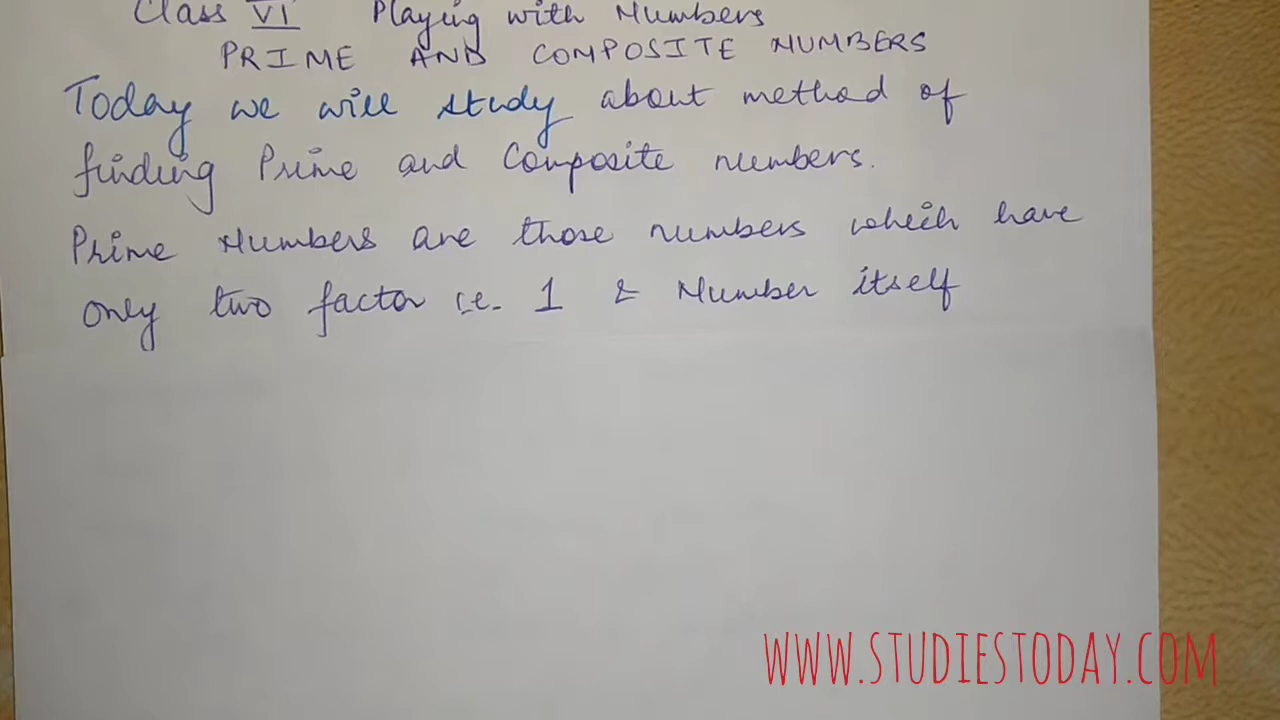 Class VI Playing with Numbers
PRIME AND COMPOSITE NUMBERS
Today we will study about method of
finding Prime and Composite numbers.
Prime Numbers are those numbers which have
only two factor i.e. 1 & Number itself
www.studiestoday.com